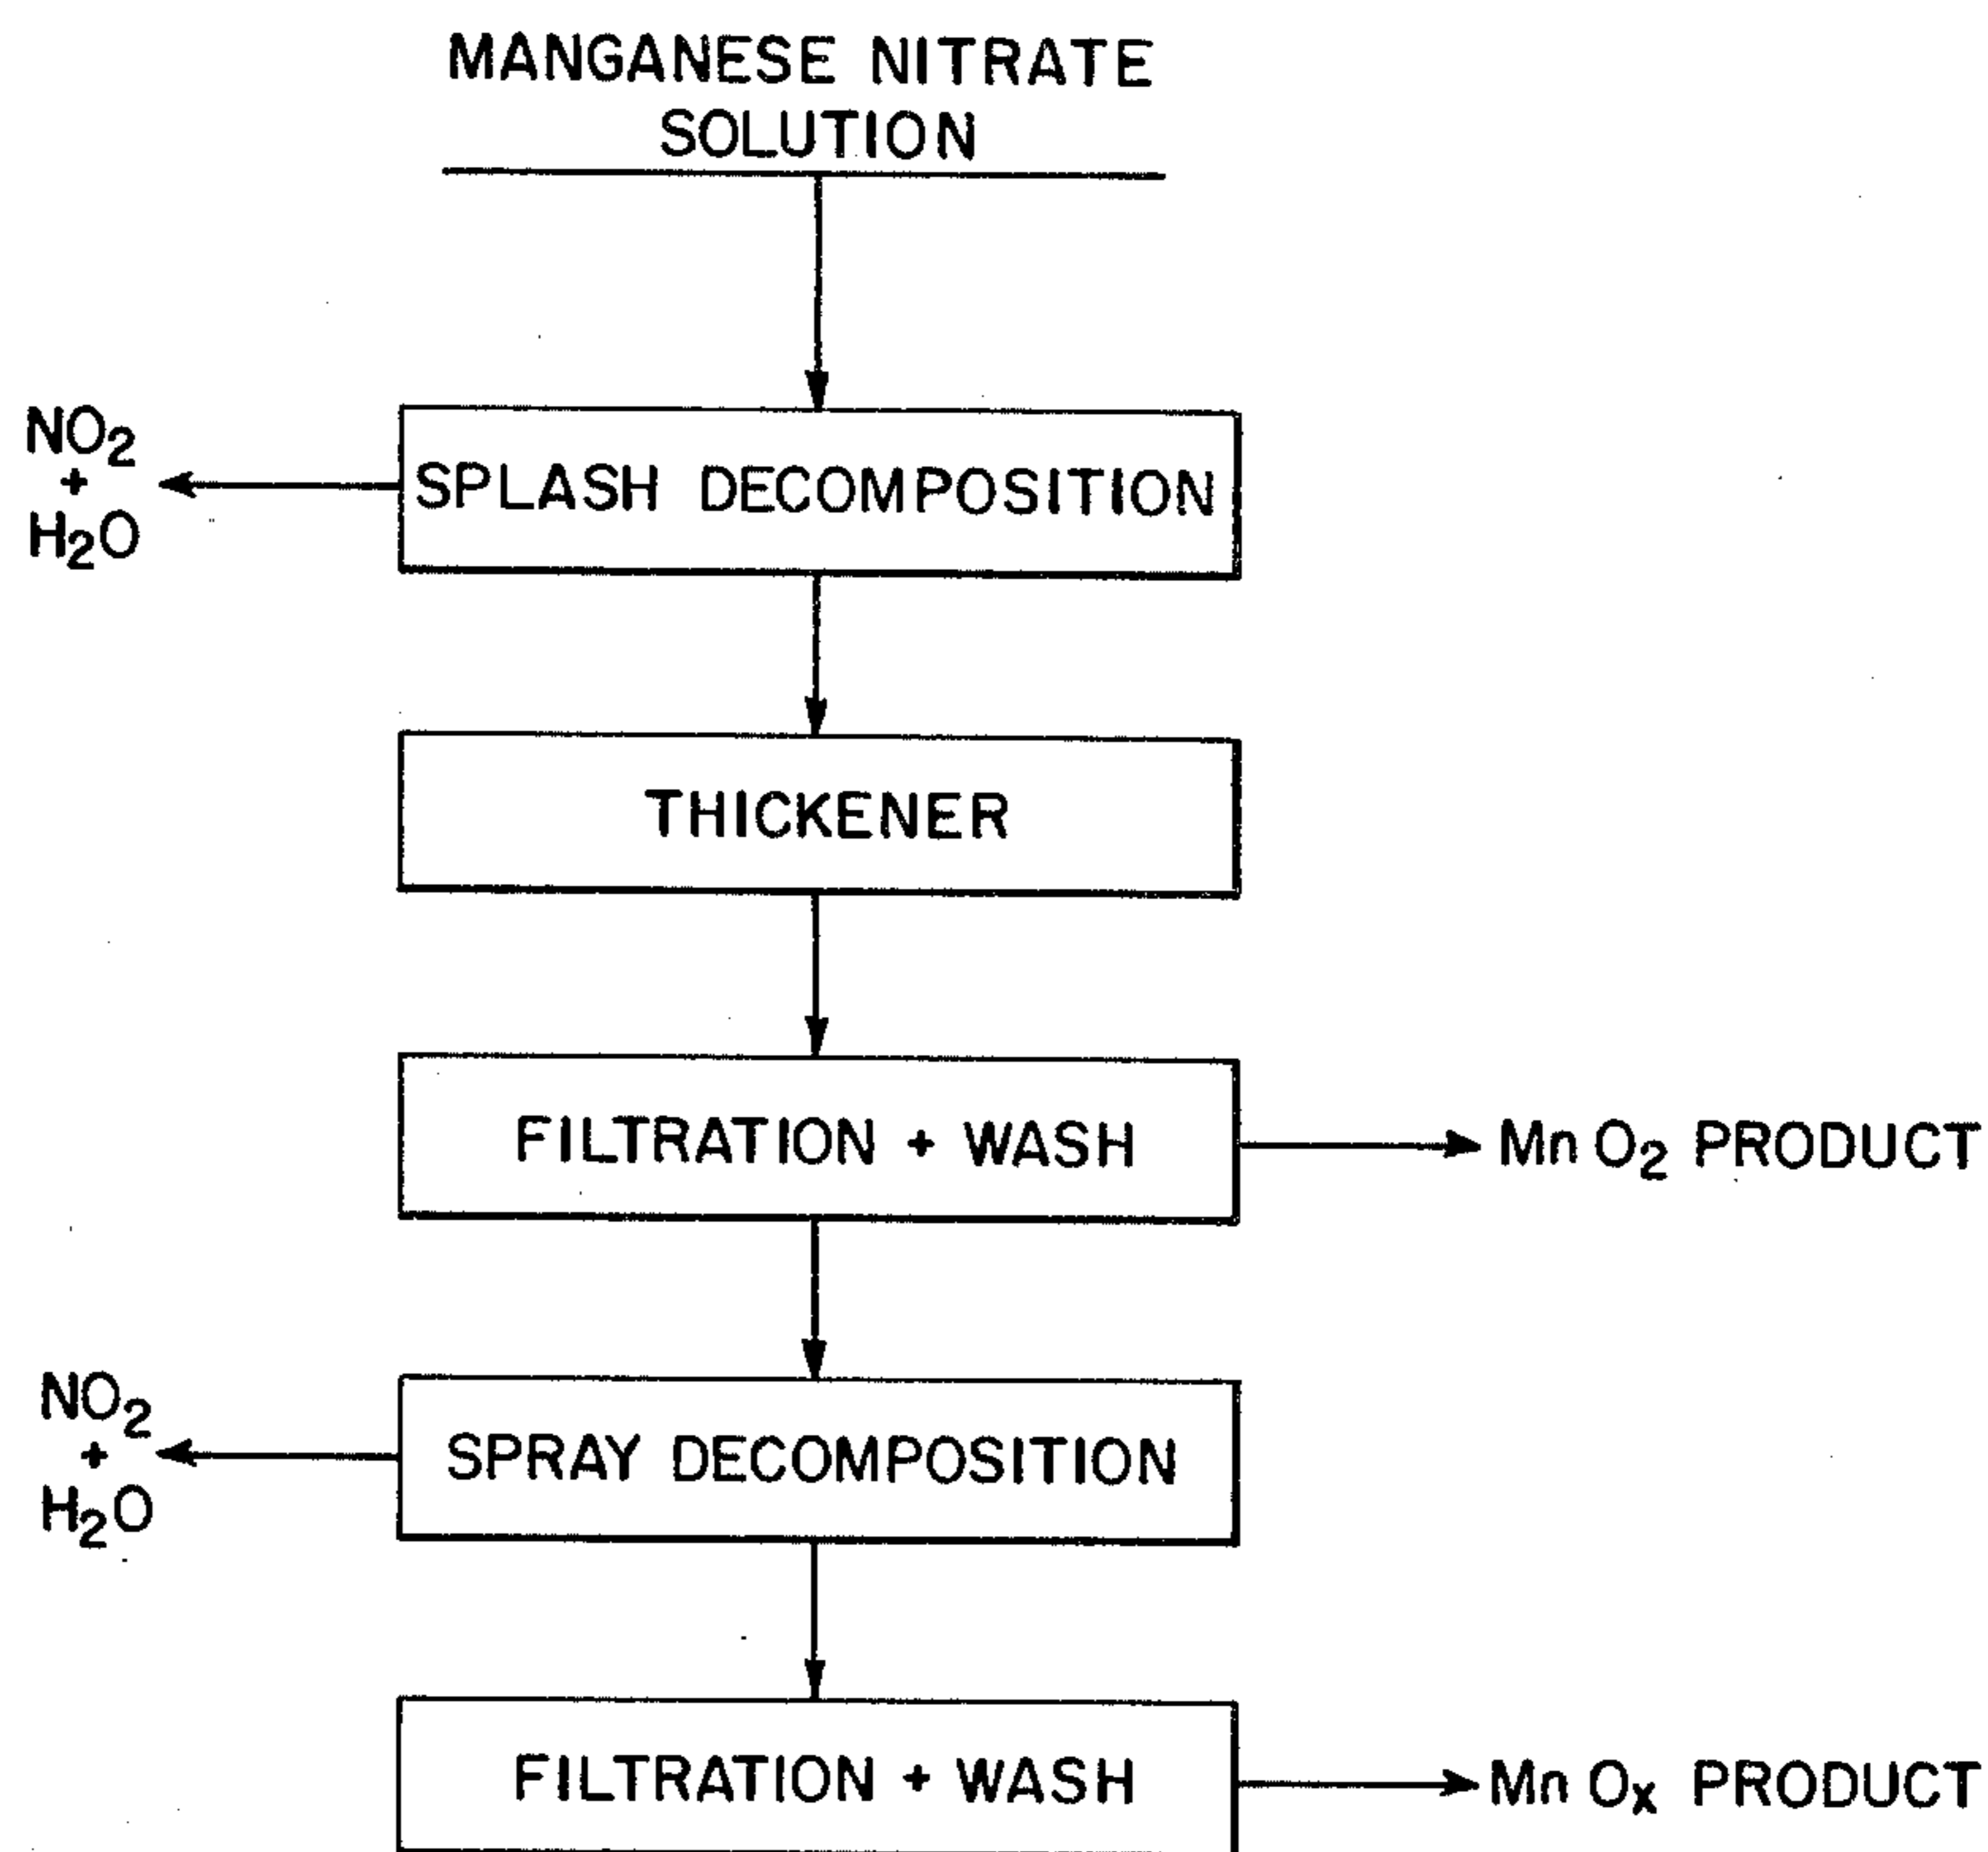 MANGANESE NITRATE
SOLUTION
NO2
+
H2O
SPLASH DECOMPOSITION
THICKENER
FILTRATION + WASH
Mn O2 PRODUCT
NO2
+
H2O
SPRAY DECOMPOSITION
FILTRATION + WASH
Mn Ox PRODUCT